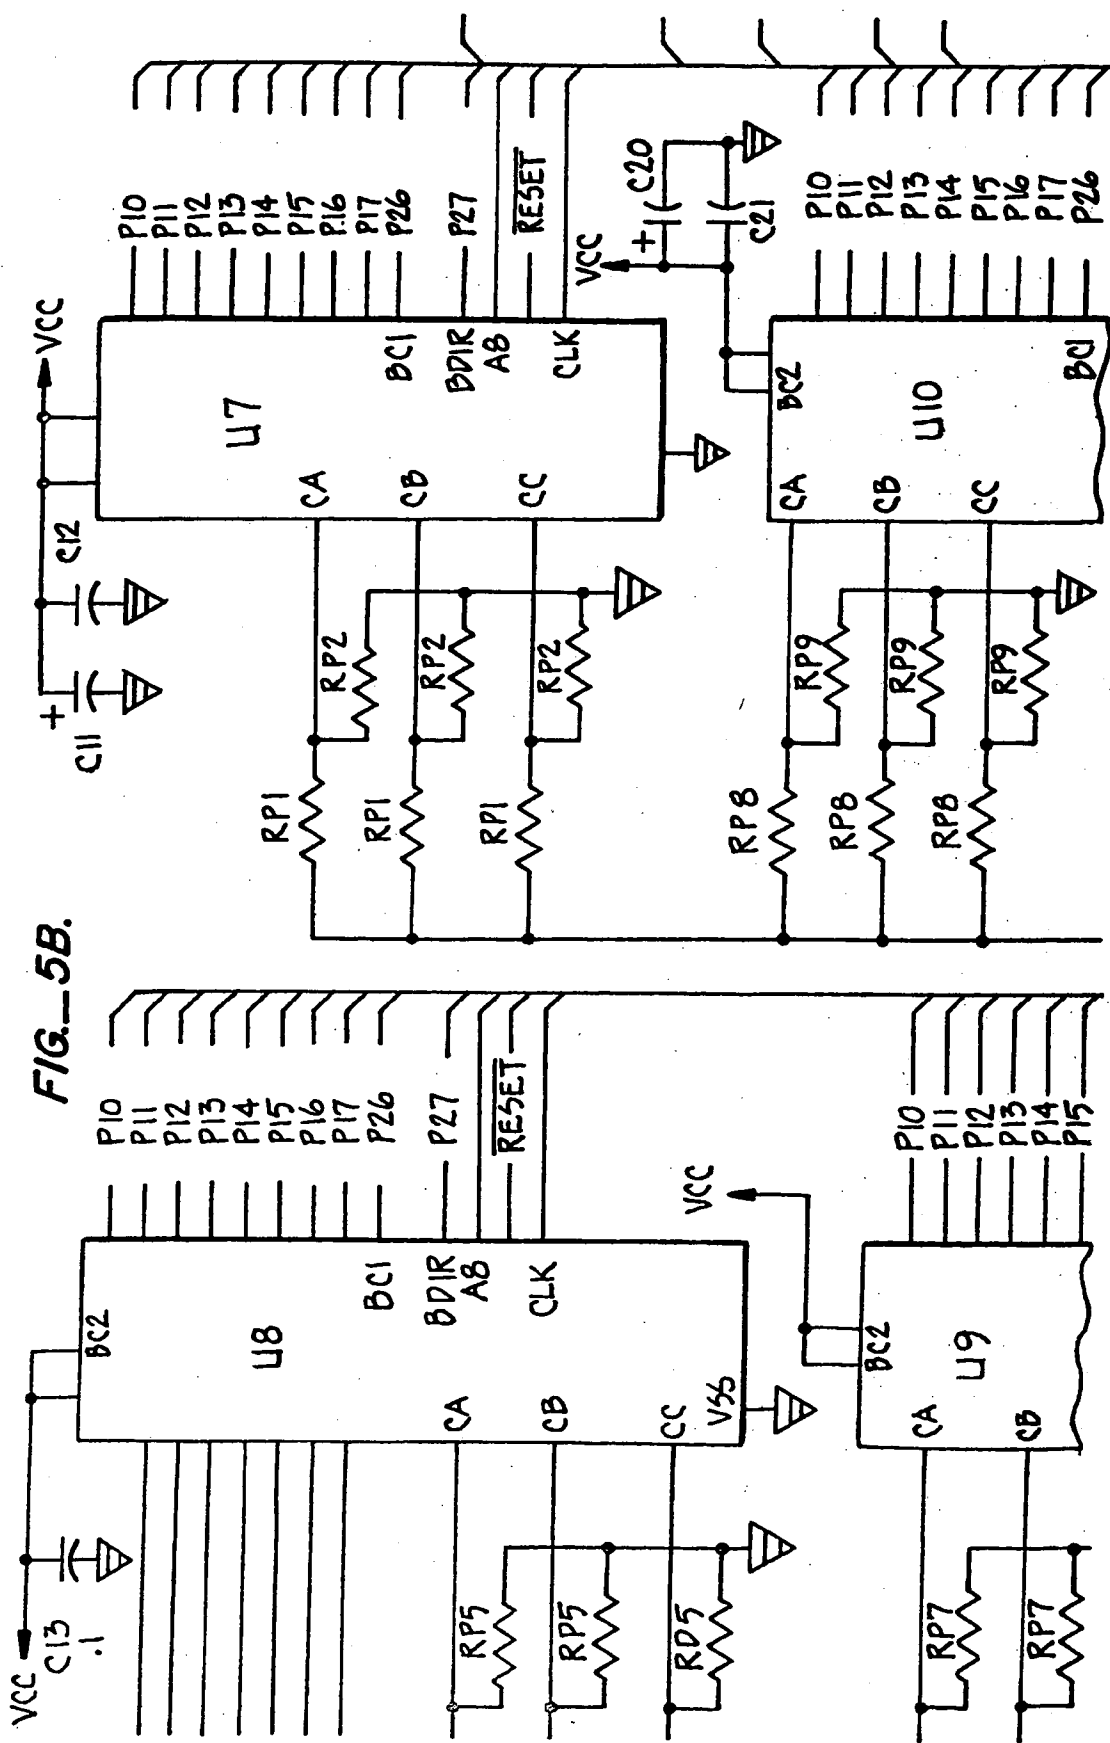 FIG._5B.
VCC
C11
+
C12
U7
CA
CB
CC
BC1
BDIR
A8
CLK
P10
P11
P12
P13
P14
P15
P16
P17
P26
P27
RESET
RP1
RP1
RP1
RP2
RP2
RP2
VCC
+
C20
C21
U10
BC2
BC1
CA
CB
CC
P10
P11
P12
P13
P14
P15
P16
P17
P26
RP8
RP8
RP8
RP9
RP9
RP9
VCC
C13
.1
U8
BC2
BC1
BDIR
A8
CLK
CA
CB
CC
VSS
P10
P11
P12
P13
P14
P15
P16
P17
P26
P27
RESET
RP5
RP5
RD5
VCC
U9
BC2
CA
CB
P10
P11
P12
P13
P14
P15
RP7
RP7